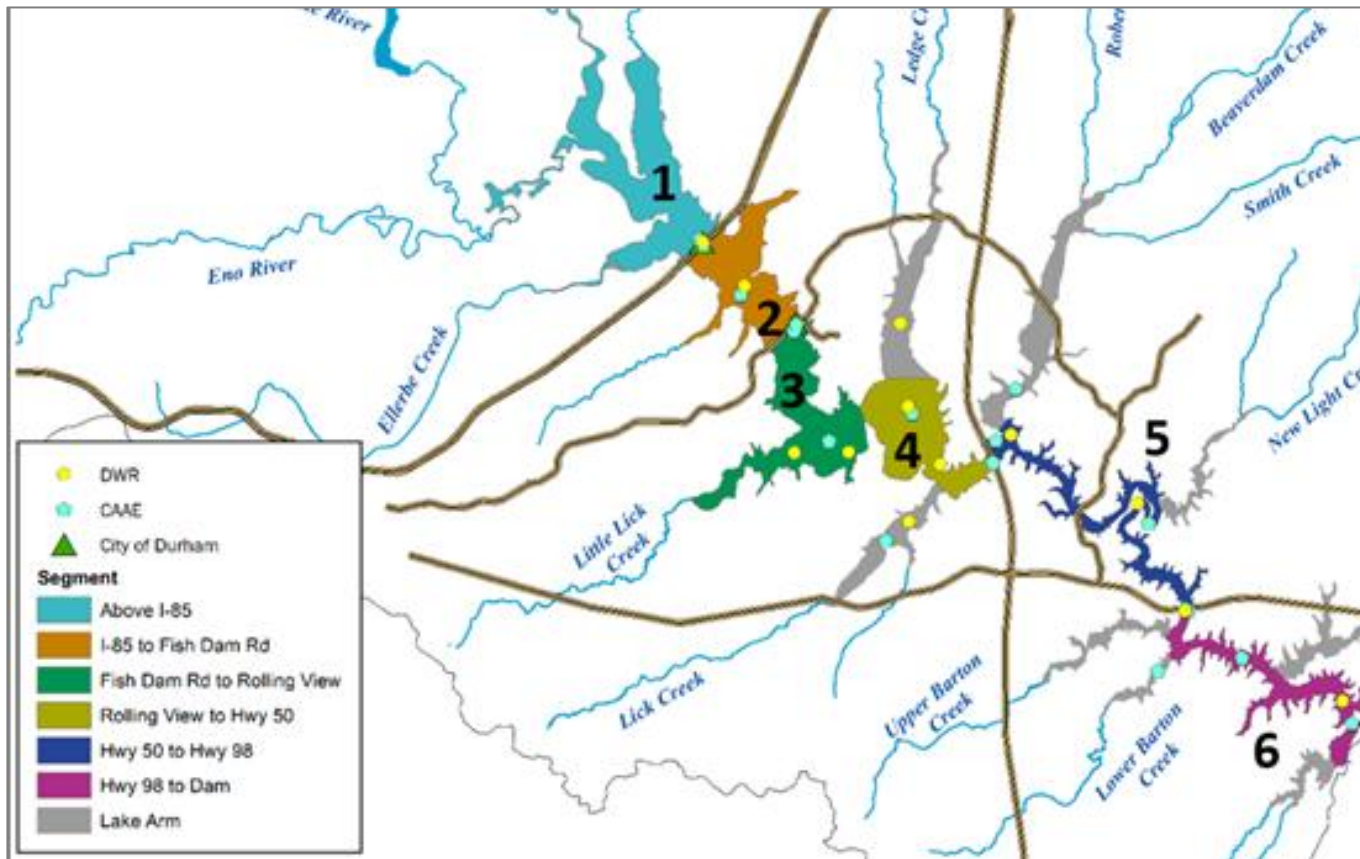 River
Ledge
Beaverdam Creek
Smith Creek
1
Eno River
2
Ellerbe Creek
3
4
5
New Light
DWR
CAAE
City of Durham
Segment
Above I-85
I-85 to Fish Dam Rd
Fish Dam Rd to Rolling View
Rolling View to Hwy 50
Hwy 50 to Hwy 98
Hwy 98 to Dam
Lake Arm
Little Lick
Creek
Lick Creek
Upper Barton
Creek
Lower Barton
Creek
6